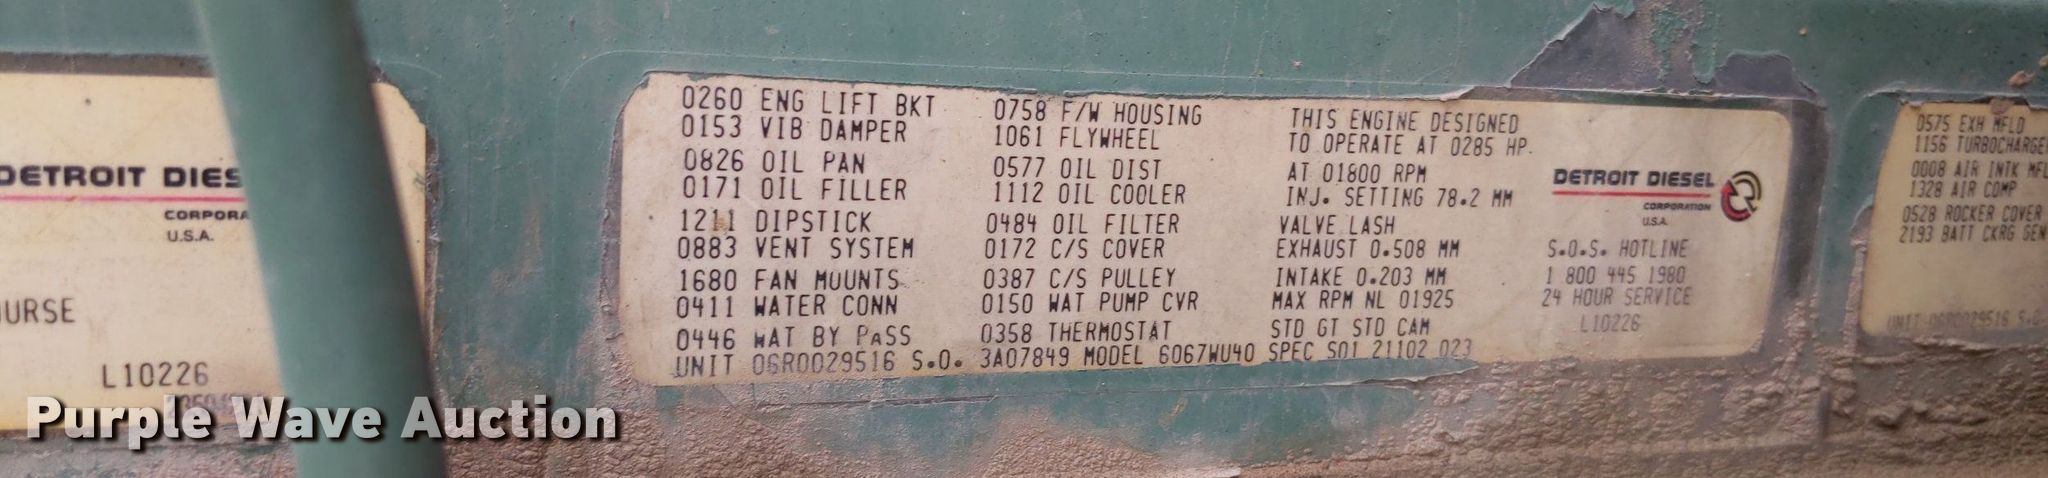 DETROIT DIES
CORPORA
U.S.A.
URSE
L10226
0260 ENG LIFT BKT
0153 VIB DAMPER
0826 OIL PAN
0171 OIL FILLER
1211 DIPSTICK
0883 VENT SYSTEM
1680 FAN MOUNTS
0411 WATER CONN
0446 WAT BY PASS
0758 F/W HOUSING
1061 FLYWHEEL
0577 OIL DIST
1112 OIL COOLER
0484 OIL FILTER
0172 C/S COVER
0387 C/S PULLEY
0150 WAT PUMP CVR
0358 THERMOSTAT
THIS ENGINE DESIGNED
TO OPERATE AT 0285 HP.
AT 01800 RPM
INJ. SETTING 78.2 MM
VALVE LASH
EXHAUST 0.508 MM
INTAKE 0.203 MM
MAX RPM NL 01925
STD GT STD CAM
UNIT 06R0029516 S.O. 3A07849 MODEL 6067WU40 SPEC S01 21102 023
DETROIT DIESEL
CORPORATION
U.S.A.
S.O.S. HOTLINE
1 800 445 1980
24 HOUR SERVICE
L10226
0575 EXH MFLD
1156 TURBOCHARGE
0008 AIR INTK MFL
1328 AIR COMP
0528 ROCKER COVER
2193 BATT CKRG GEN
UNIT 06R0029516 S.O.
Purple Wave Auction